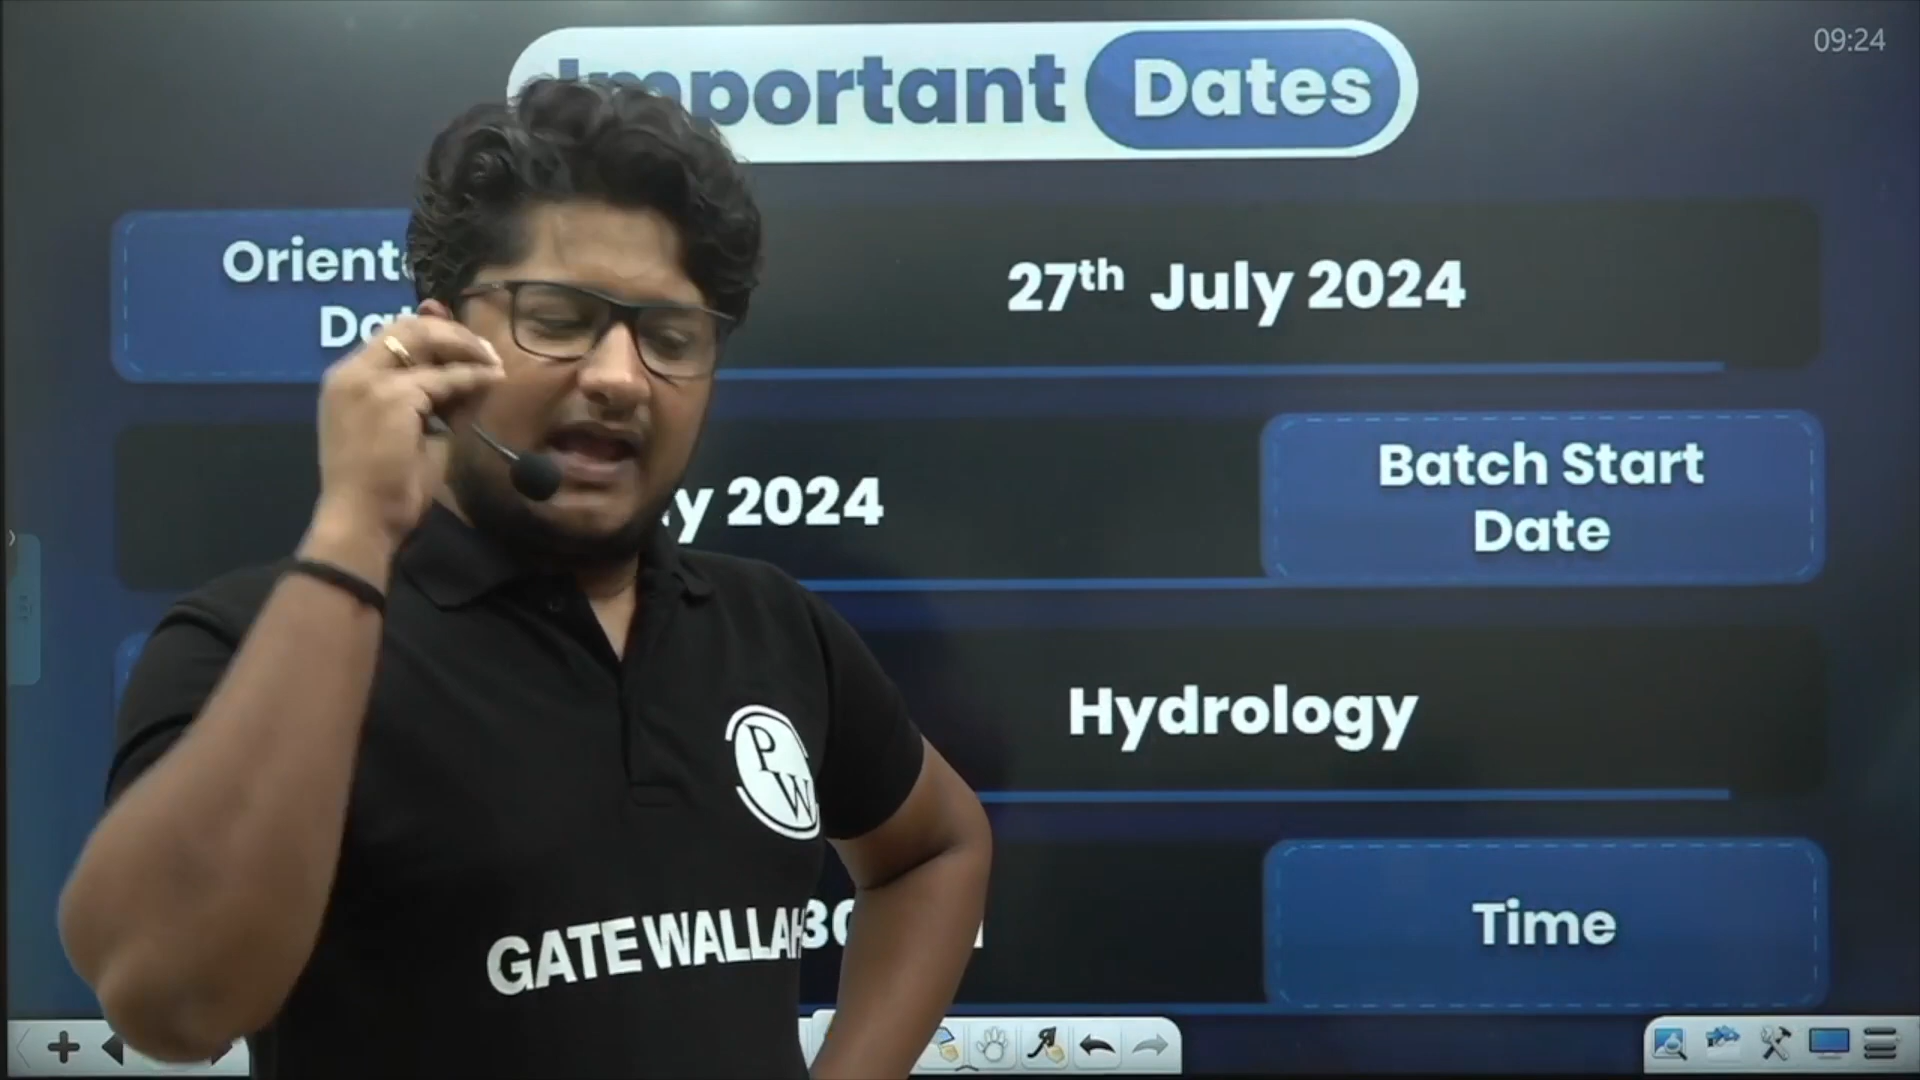 09:24
Important Dates
27th July 2024
2024
Batch Start
Date
Hydrology
P
W
GATE WALLAH
Time